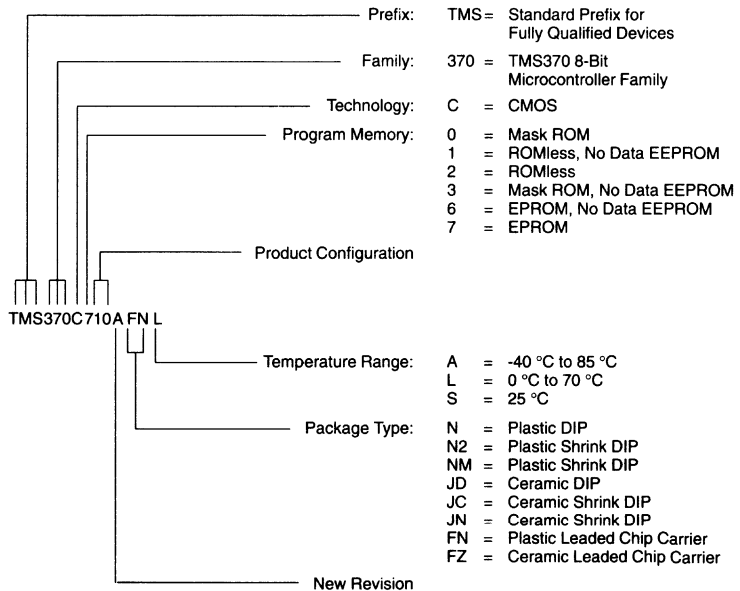 Prefix: TMS = Standard Prefix for
Fully Qualified Devices
Family: 370 = TMS370 8-Bit
Microcontroller Family
Technology: C = CMOS
Program Memory: 0 = Mask ROM
1 = ROMless, No Data EEPROM
2 = ROMless
3 = Mask ROM, No Data EEPROM
6 = EPROM, No Data EEPROM
7 = EPROM
Product Configuration
TMS370C710A FN L
Temperature Range: A = -40 °C to 85 °C
L = 0 °C to 70 °C
S = 25 °C
Package Type: N = Plastic DIP
N2 = Plastic Shrink DIP
NM = Plastic Shrink DIP
JD = Ceramic DIP
JC = Ceramic Shrink DIP
JN = Ceramic Shrink DIP
FN = Plastic Leaded Chip Carrier
FZ = Ceramic Leaded Chip Carrier
New Revision